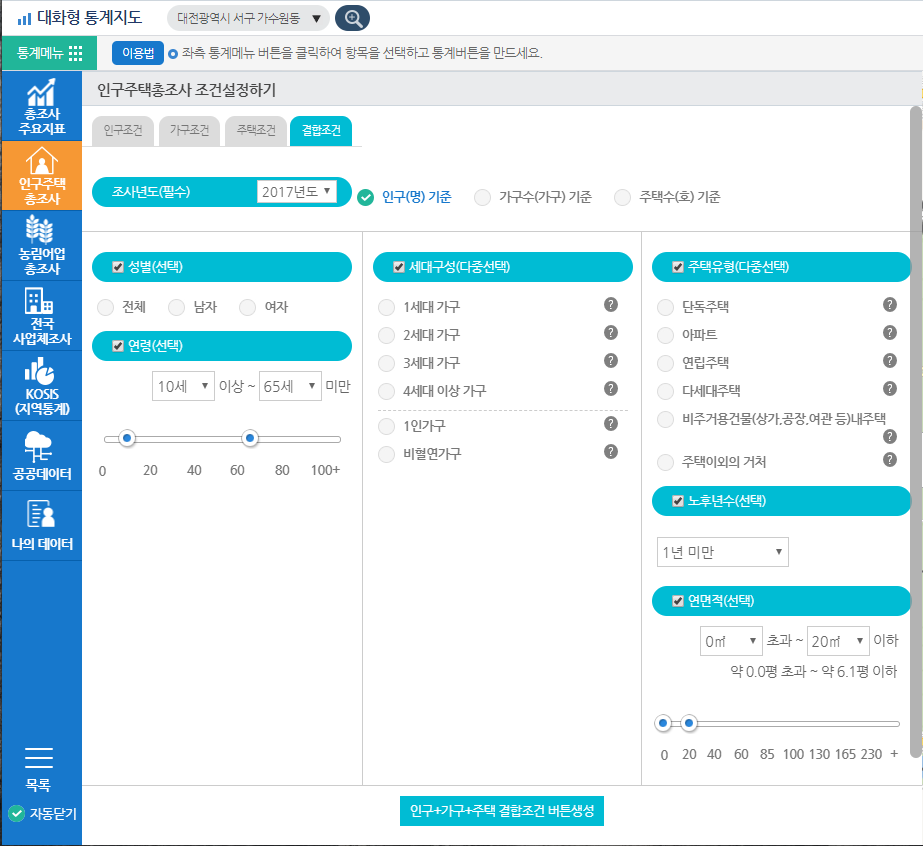 대화형 통계지도
대전광역시 서구 가수원동 ▼
통계메뉴
이용법
좌측 통계메뉴 버튼을 클릭하여 항목을 선택하고 통계버튼을 만드세요.
총조사
주요지표
인구주택
총조사
농림어업
총조사
전국
사업체조사
KOSIS
(지역통계)
공공데이터
나의 데이터
목록
자동닫기
인구주택총조사 조건설정하기
인구조건 가구조건 주택조건 결합조건
조사년도(필수) 2017년도 ▼
인구(명) 기준 가구수(가구) 기준 주택수(호) 기준
성별(선택)
전체 남자 여자
연령(선택)
10세 ▼ 이상 ~ 65세 ▼ 미만
0 20 40 60 80 100+
세대구성(다중선택)
1세대 가구 ?
2세대 가구 ?
3세대 가구 ?
4세대 이상 가구 ?
1인가구 ?
비혈연가구 ?
주택유형(다중선택)
단독주택 ?
아파트 ?
연립주택 ?
다세대주택 ?
비주거용건물(상가,공장,여관 등)내주택
?
주택이외의 거처 ?
노후년수(선택)
1년 미만 ▼
연면적(선택)
0㎡ ▼ 초과 ~ 20㎡ ▼ 이하
약 0.0평 초과 ~ 약 6.1평 이하
0 20 40 60 85 100 130 165 230 +
인구+가구+주택 결합조건 버튼생성